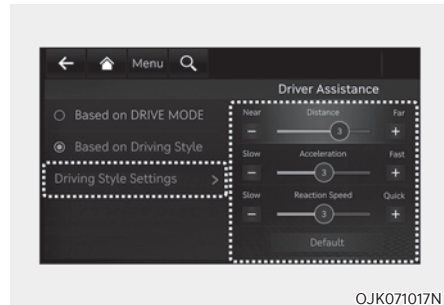 Menu
Driver Assistance
Based on DRIVE MODE
Based on Driving Style
Driving Style Settings >
Near Distance Far
− 3 +
Slow Acceleration Fast
− 3 +
Slow Reaction Speed Quick
− 3 +
Default
OJK071017N